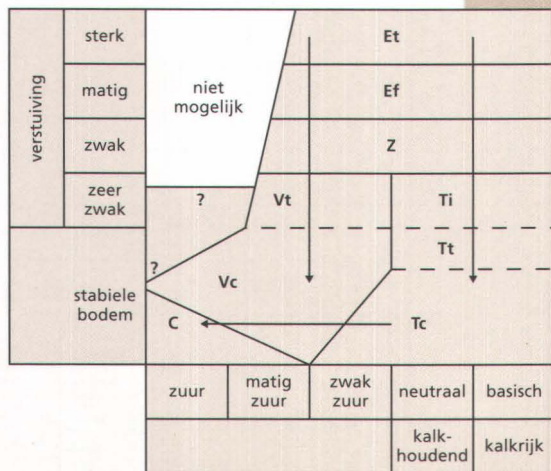 verstuiving
sterk
matig
zwak
zeer
zwak
stabiele
bodem
niet
mogelijk
?
?
Et
Ef
Z
Vt
Ti
Tt
Vc
C
Tc
zuur
matig
zuur
zwak
zuur
neutraal
basisch
kalk-
houdend
kalkrijk